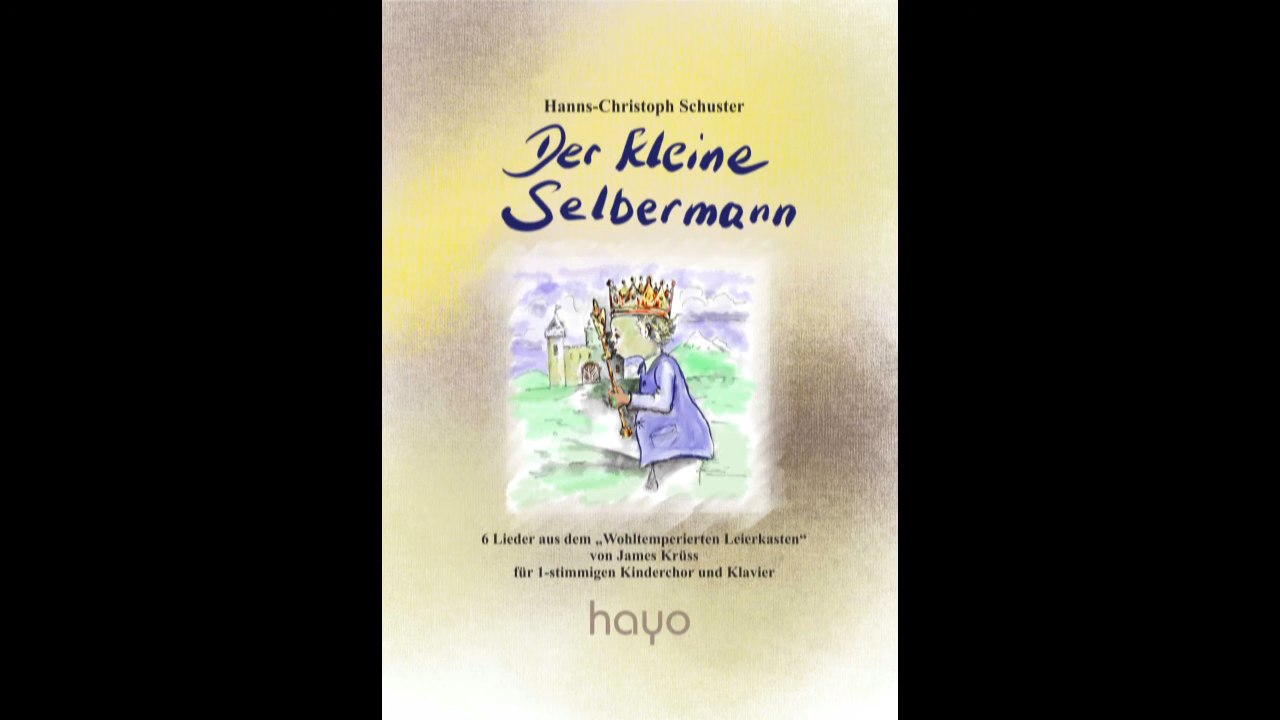 Hanns-Christoph Schuster
Der kleine
Selbermann
6 Lieder aus dem „Wohltemperierten Leierkasten“
von James Krüss
für 1-stimmigen Kinderchor und Klavier
hayo